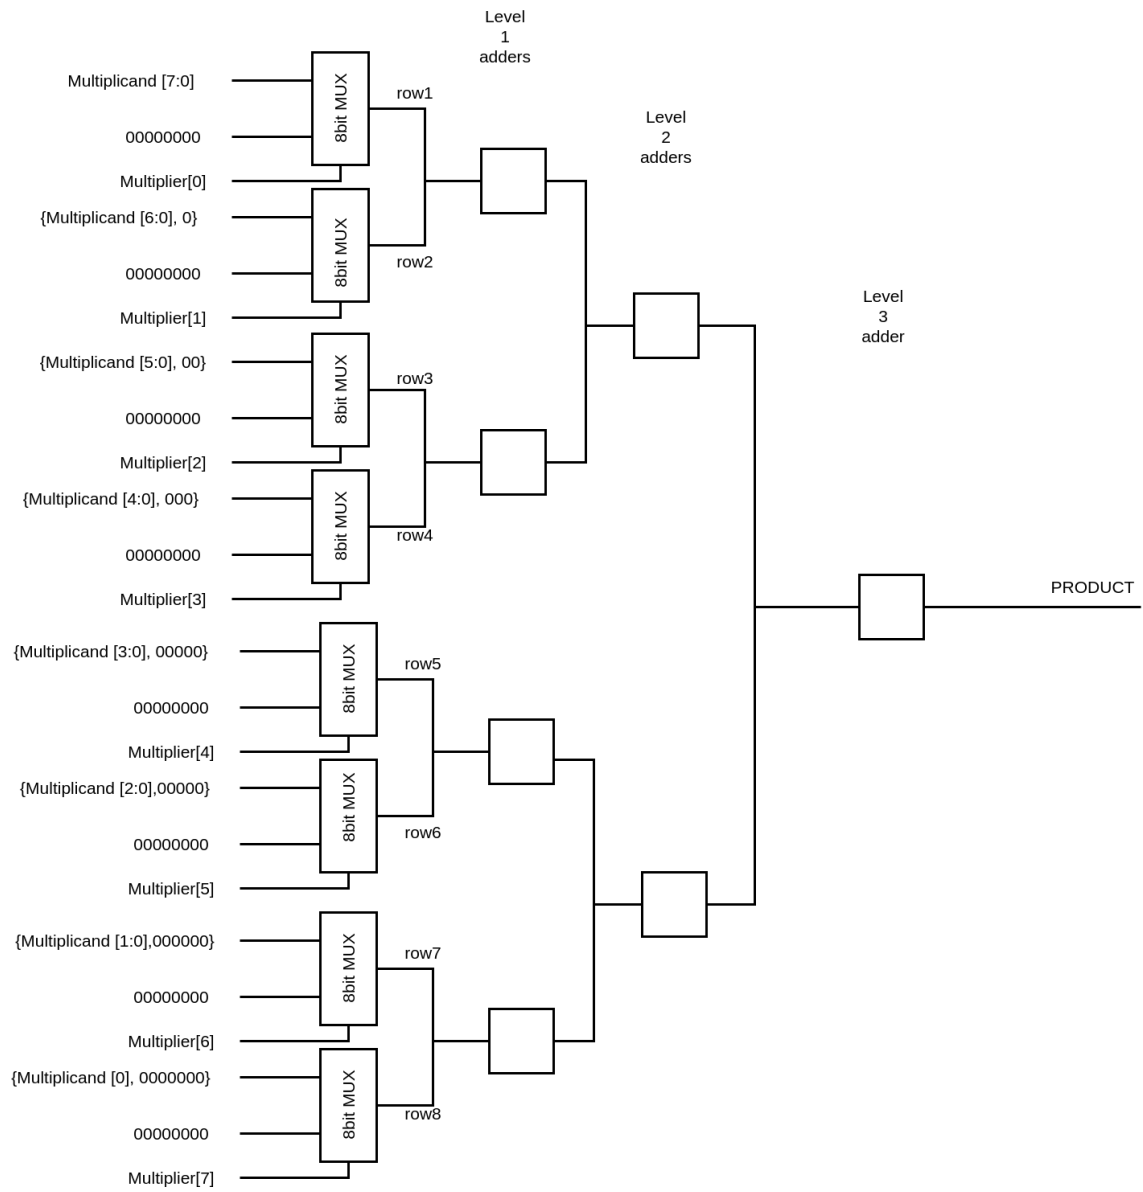 Level
1
adders
Level
2
adders
Level
3
adder
Multiplicand [7:0]
00000000
Multiplier[0]
8bit MUX
row1
{Multiplicand [6:0], 0}
00000000
Multiplier[1]
8bit MUX
row2
{Multiplicand [5:0], 00}
00000000
Multiplier[2]
8bit MUX
row3
{Multiplicand [4:0], 000}
00000000
Multiplier[3]
8bit MUX
row4
{Multiplicand [3:0], 00000}
00000000
Multiplier[4]
8bit MUX
row5
{Multiplicand [2:0],00000}
00000000
Multiplier[5]
8bit MUX
row6
{Multiplicand [1:0],000000}
00000000
Multiplier[6]
8bit MUX
row7
{Multiplicand [0], 0000000}
00000000
Multiplier[7]
8bit MUX
row8
PRODUCT